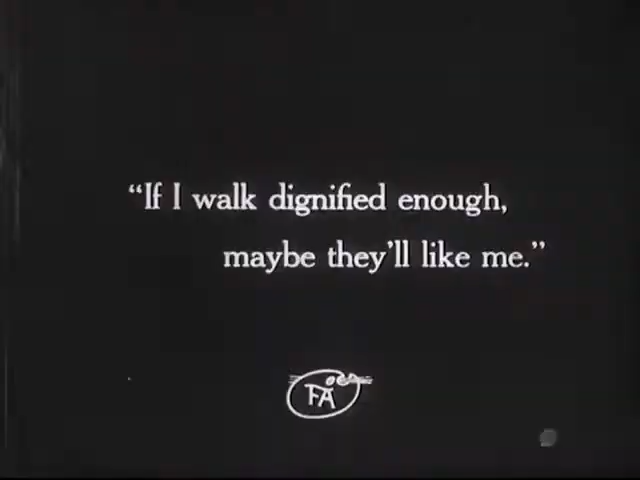 “If I walk dignified enough,
maybe they’ll like me.”
FA